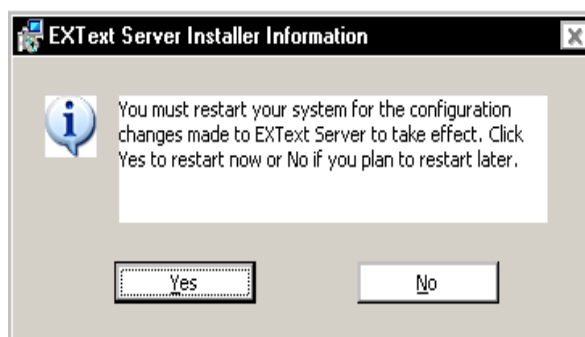 EXText Server Installer Information
You must restart your system for the configuration
changes made to EXText Server to take effect. Click
Yes to restart now or No if you plan to restart later.
Yes
No